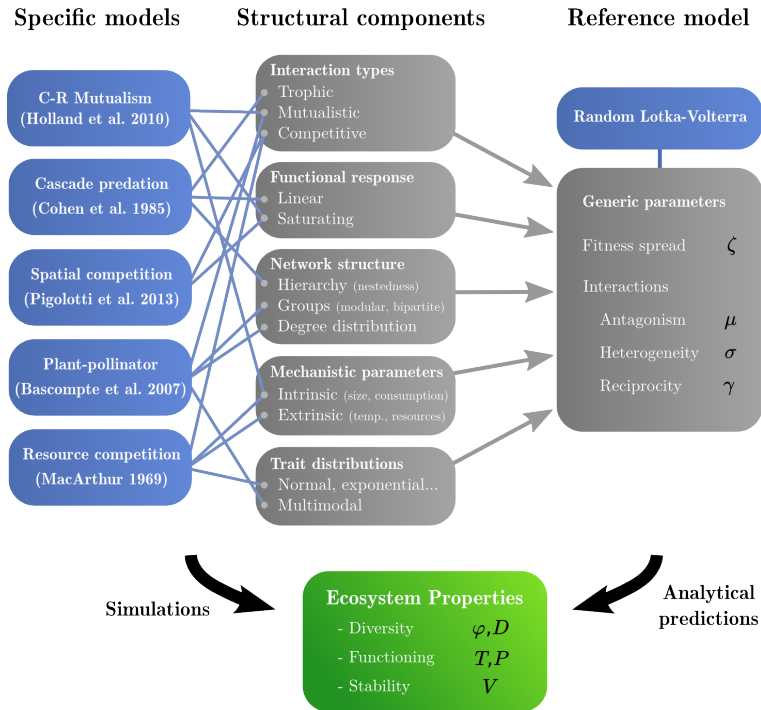 Specific models
Structural components
Reference model
C-R Mutualism
(Holland et al. 2010)
Cascade predation
(Cohen et al. 1985)
Spatial competition
(Pigolotti et al. 2013)
Plant-pollinator
(Bascompte et al. 2007)
Resource competition
(MacArthur 1969)
Interaction types
Trophic
Mutualistic
Competitive
Functional response
Linear
Saturating
Network structure
Hierarchy (nestedness)
Groups (modular, bipartite)
Degree distribution
Mechanistic parameters
Intrinsic (size, consumption)
Extrinsic (temp., resources)
Trait distributions
Normal, exponential...
Multimodal
Random Lotka-Volterra
Generic parameters
Fitness spread ζ
Interactions
Antagonism μ
Heterogeneity σ
Reciprocity γ
Simulations
Analytical
predictions
Ecosystem Properties
- Diversity φ,D
- Functioning T,P
- Stability V